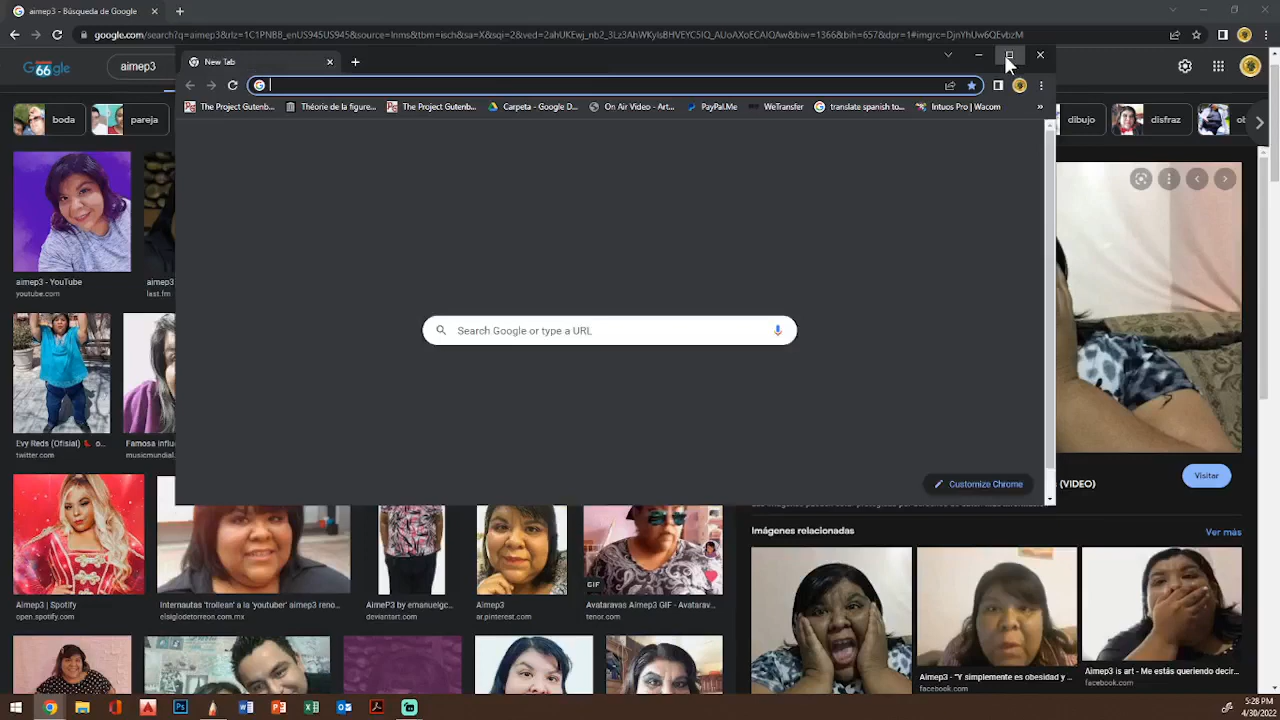 aimep3 - Búsqueda de Google
google.com/search?q=aimep3&rlz=1C1PNBB_enUS945US945&source=lnms&tbm=isch&sa=X&sqi=2&ved=2ahUKEwj_nb2_3Lz3AhWKyIsBHVEYC5IQ_AUoAXoECAIQAw&biw=1366&bih=657&dpr=1#imgrc=DjnYhUw6QEvbzM
G66gle
aimep3
New Tab
The Project Gutenb...
Théorie de la figure...
The Project Gutenb...
Carpeta - Google D...
On Air Video - Art...
PayPal.Me
WeTransfer
translate spanish to...
Intuos Pro | Wacom
»
boda
pareja
dibujo
disfraz
Search Google or type a URL
aimep3 - YouTube
youtube.com
aimep3
last.fm
Evy Reds (Ofisial) 💃 o...
twitter.com
Famosa influ
musicmundial.
Customize Chrome
(VIDEO)
Visitar
Imágenes relacionadas
Ver más
GIF
Aimep3 | Spotify
open.spotify.com
Internautas 'trollean' a la 'youtuber' aimep3 reno...
elsiglodetorreon.com.mx
AimeP3 by emanuelgc...
deviantart.com
Aimep3
ar.pinterest.com
Avataravas Aimep3 GIF - Avatarav...
tenor.com
Aimep3 - "Y simplemente es obesidad y ...
facebook.com
Aimep3 is art - Me estás queriendo decir...
facebook.com
5:28 PM
4/30/2022